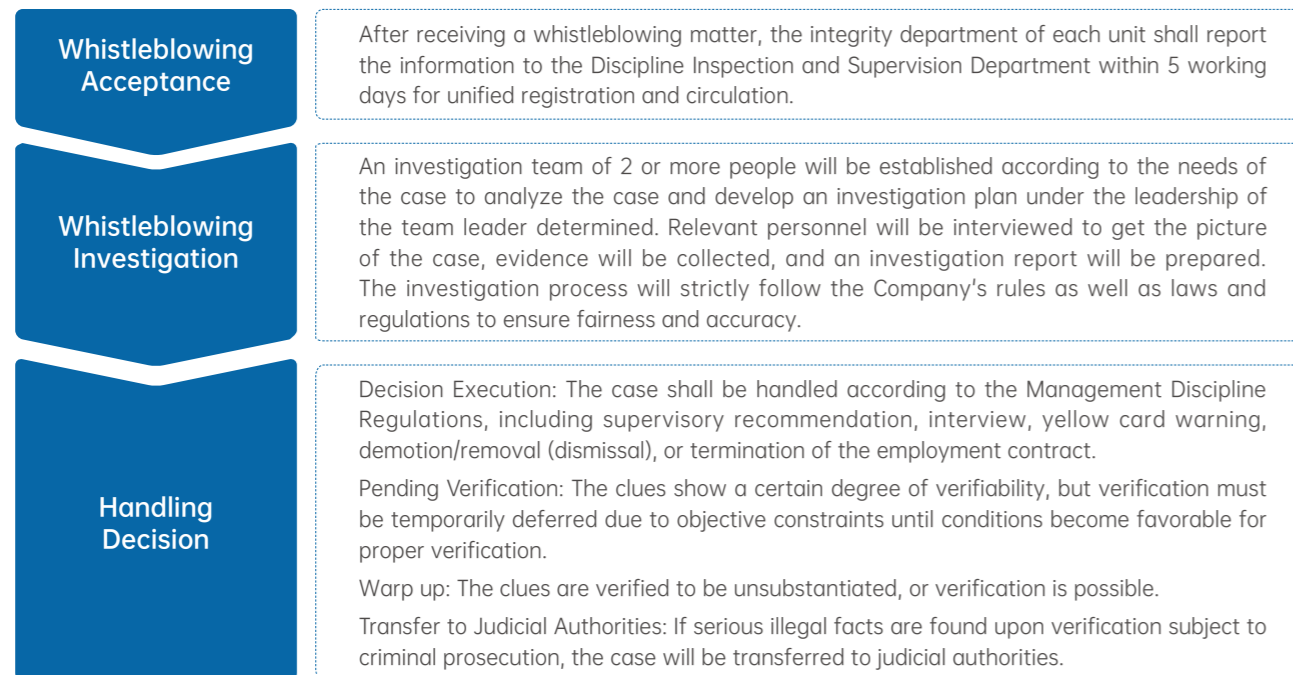 Whistleblowing
Acceptance
After receiving a whistleblowing matter, the integrity department of each unit shall report
the information to the Discipline Inspection and Supervision Department within 5 working
days for unified registration and circulation.
Whistleblowing
Investigation
An investigation team of 2 or more people will be established according to the needs of
the case to analyze the case and develop an investigation plan under the leadership of
the team leader determined. Relevant personnel will be interviewed to get the picture
of the case, evidence will be collected, and an investigation report will be prepared.
The investigation process will strictly follow the Company's rules as well as laws and
regulations to ensure fairness and accuracy.
Handling
Decision
Decision Execution: The case shall be handled according to the Management Discipline
Regulations, including supervisory recommendation, interview, yellow card warning,
demotion/removal (dismissal), or termination of the employment contract.
Pending Verification: The clues show a certain degree of verifiability, but verification must
be temporarily deferred due to objective constraints until conditions become favorable for
proper verification.
Warp up: The clues are verified to be unsubstantiated, or verification is possible.
Transfer to Judicial Authorities: If serious illegal facts are found upon verification subject to
criminal prosecution, the case will be transferred to judicial authorities.